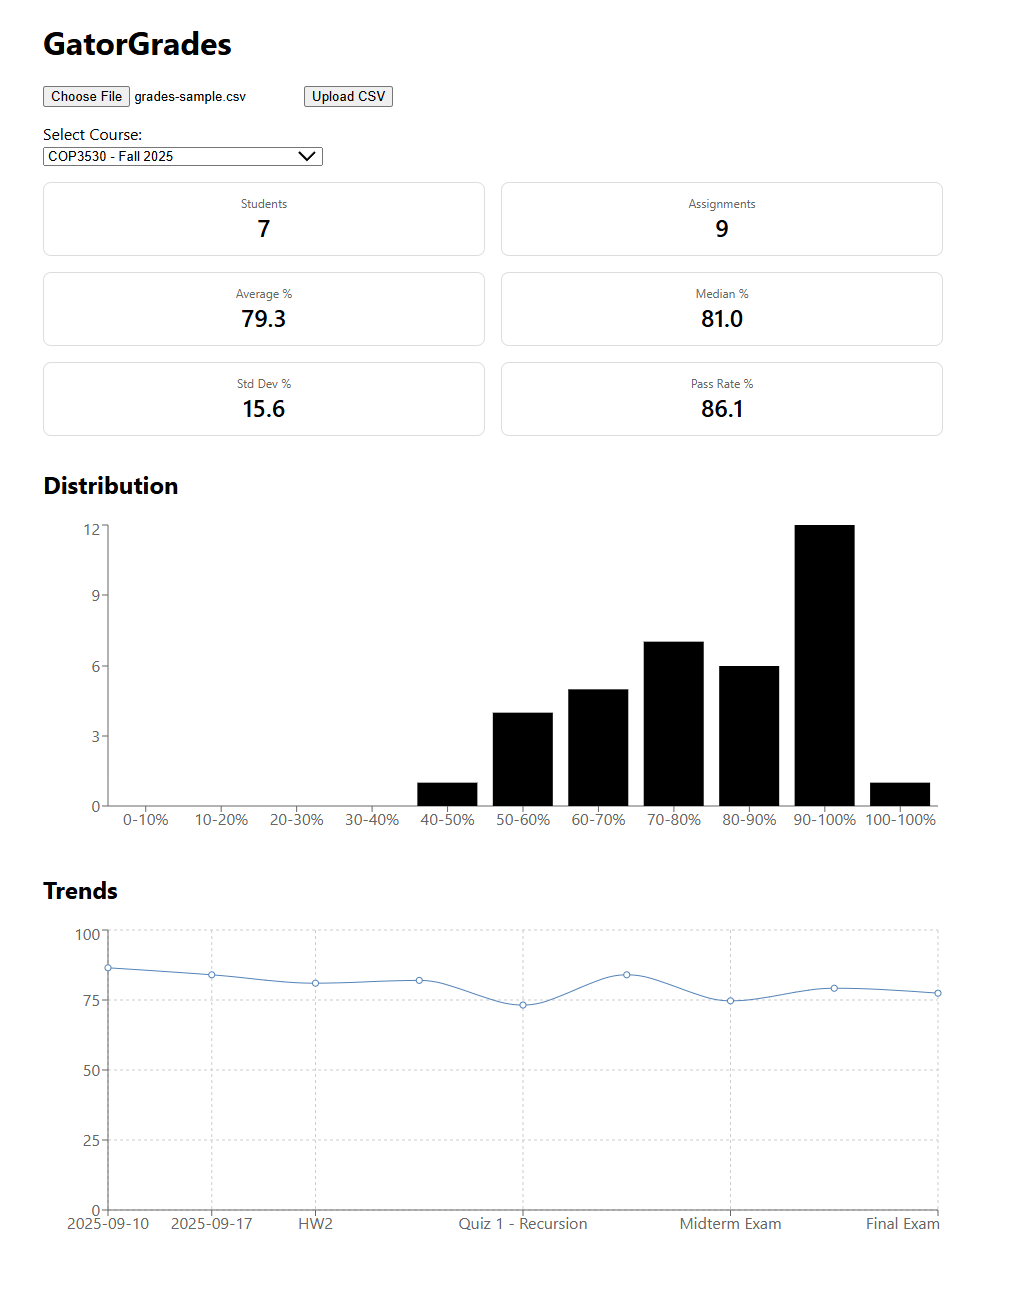 GatorGrades
Choose File grades-sample.csv Upload CSV
Select Course:
COP3530 - Fall 2025
Students
7
Assignments
9
Average %
79.3
Median %
81.0
Std Dev %
15.6
Pass Rate %
86.1
Distribution
12
9
6
3
0
0-10% 10-20% 20-30% 30-40% 40-50% 50-60% 60-70% 70-80% 80-90% 90-100% 100-100%
Trends
100
75
50
25
0
2025-09-10 2025-09-17 HW2 Quiz 1 - Recursion Midterm Exam Final Exam